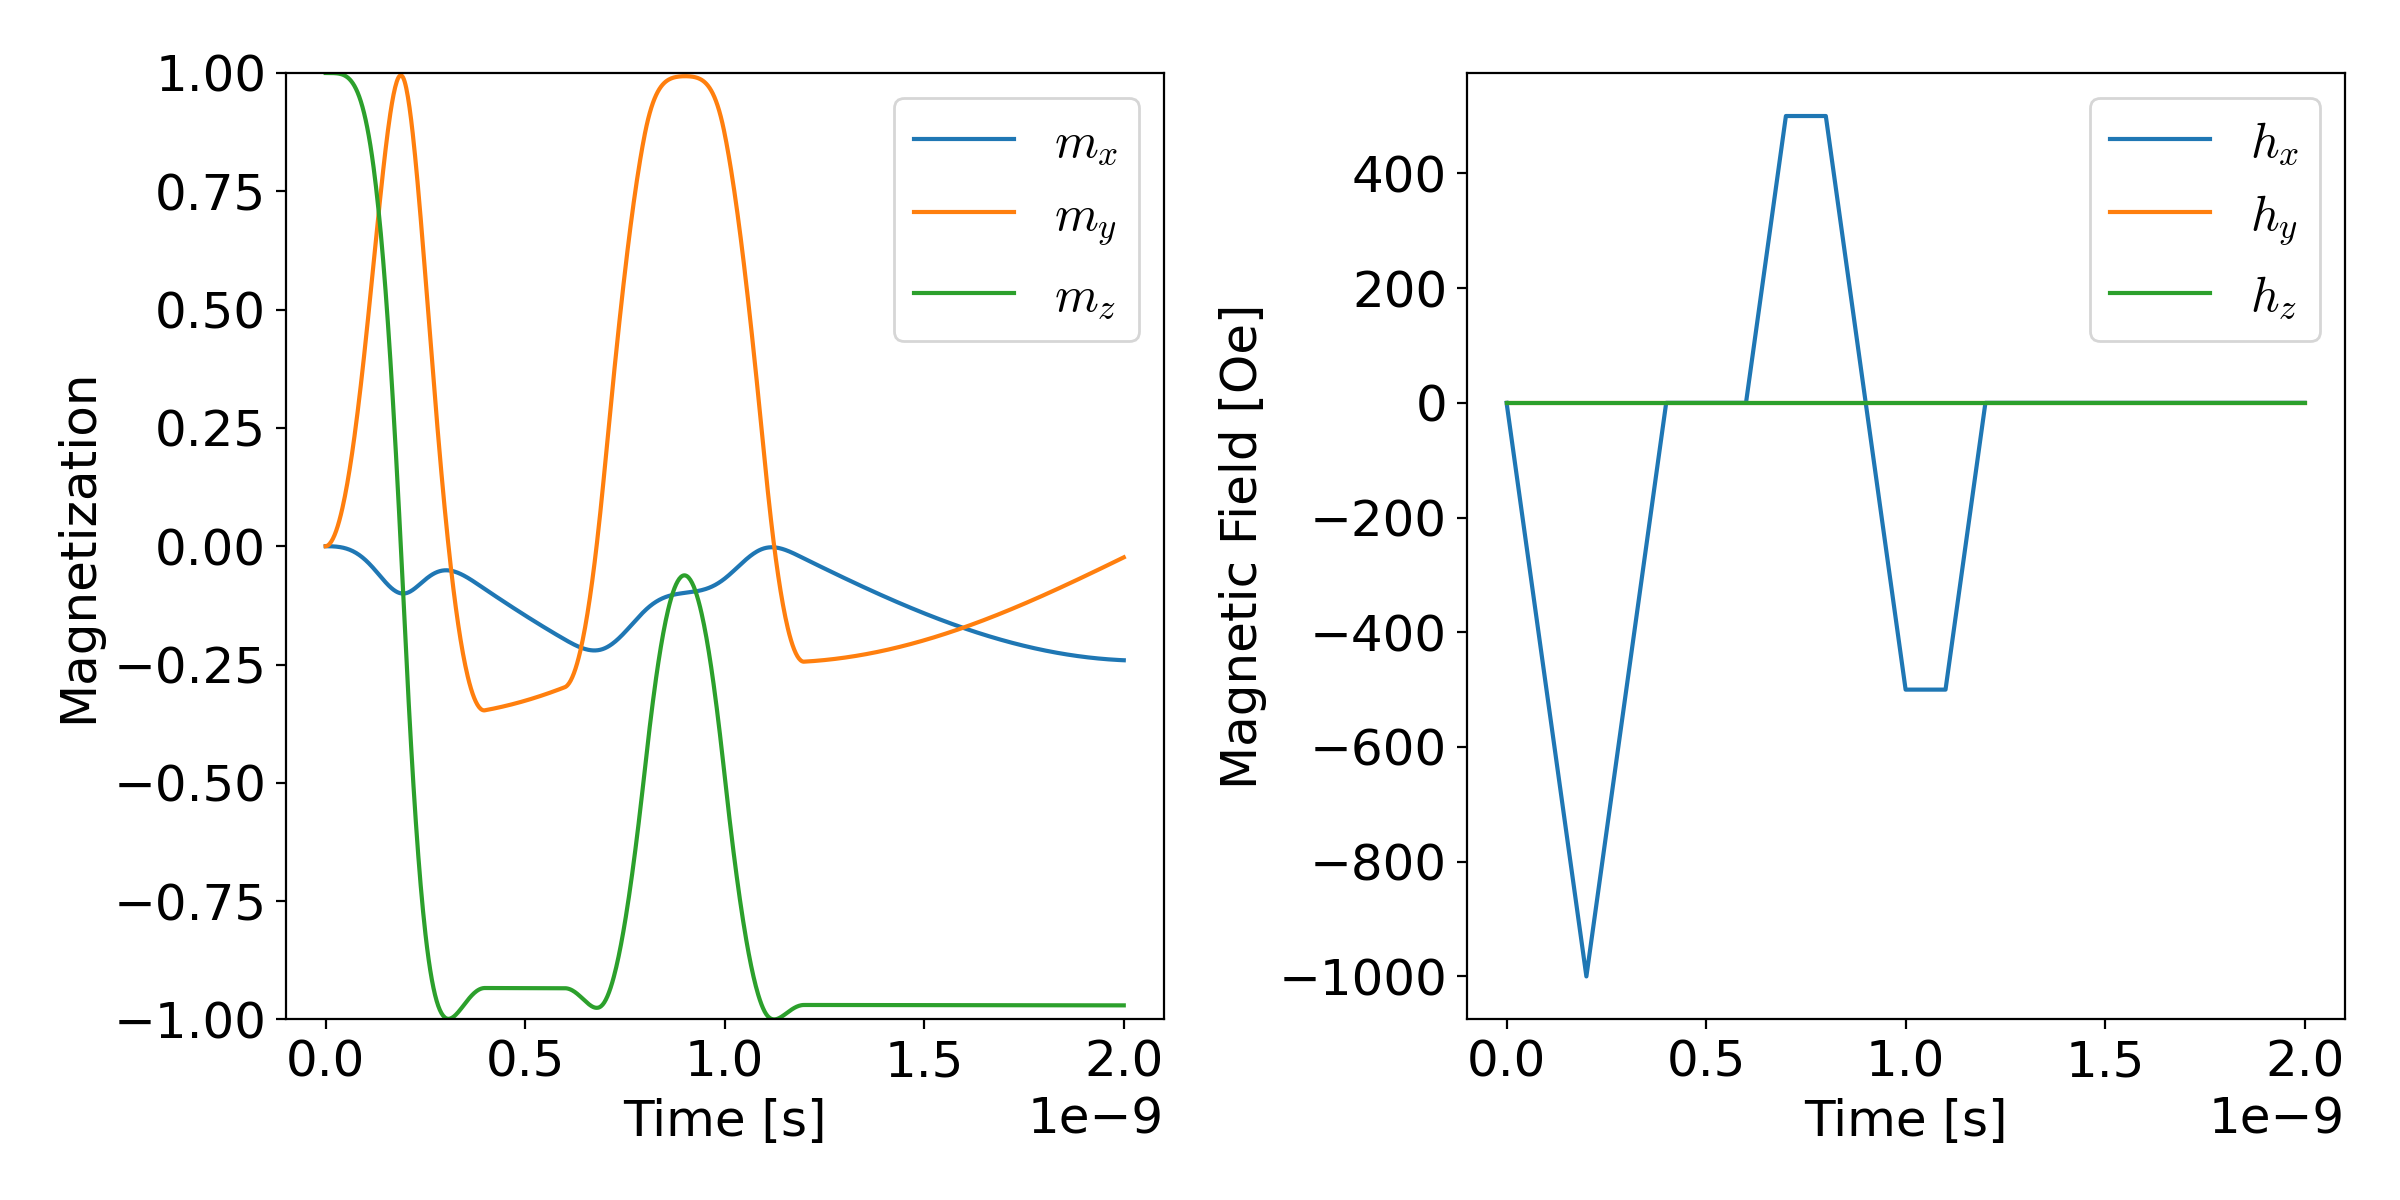 1.00
0.75
0.50
0.25
0.00
−0.25
−0.50
−0.75
−1.00
Magnetization
0.0 0.5 1.0 1.5 2.0
Time [s]
1e−9
m_x
m_y
m_z
400
200
0
−200
−400
−600
−800
−1000
Magnetic Field [Oe]
0.0 0.5 1.0 1.5 2.0
Time [s]
1e−9
h_x
h_y
h_z